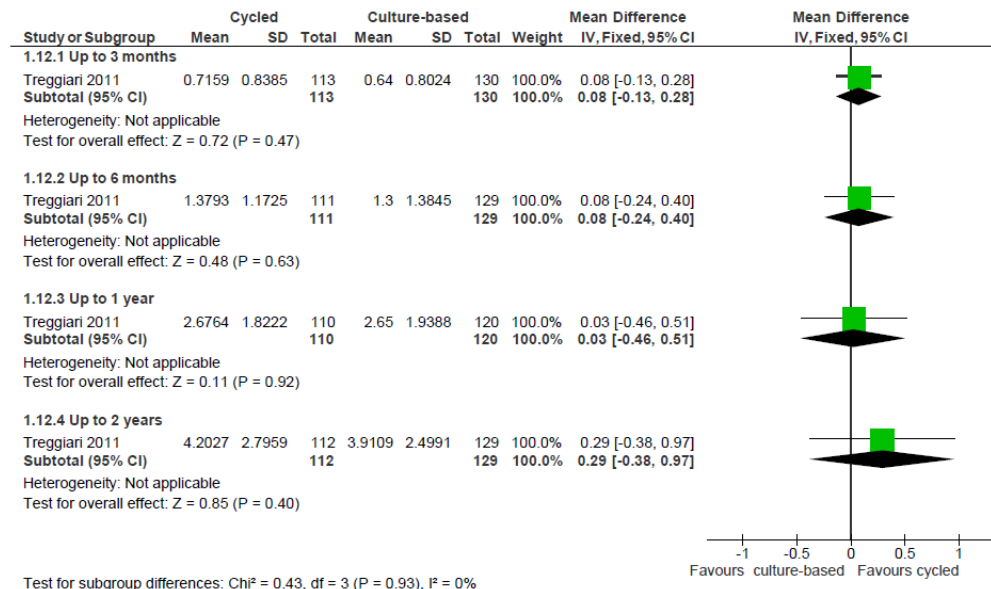 Cycled Culture-based Mean Difference Mean Difference
Study or Subgroup Mean SD Total Mean SD Total Weight IV, Fixed, 95% CI IV, Fixed, 95% CI
1.12.1 Up to 3 months
Treggiari 2011 0.7159 0.8385 113 0.64 0.8024 130 100.0% 0.08 [-0.13, 0.28]
Subtotal (95% CI) 113 130 100.0% 0.08 [-0.13, 0.28]
Heterogeneity: Not applicable
Test for overall effect: Z = 0.72 (P = 0.47)
1.12.2 Up to 6 months
Treggiari 2011 1.3793 1.1725 111 1.3 1.3845 129 100.0% 0.08 [-0.24, 0.40]
Subtotal (95% CI) 111 129 100.0% 0.08 [-0.24, 0.40]
Heterogeneity: Not applicable
Test for overall effect: Z = 0.48 (P = 0.63)
1.12.3 Up to 1 year
Treggiari 2011 2.6764 1.8222 110 2.65 1.9388 120 100.0% 0.03 [-0.46, 0.51]
Subtotal (95% CI) 110 120 100.0% 0.03 [-0.46, 0.51]
Heterogeneity: Not applicable
Test for overall effect: Z = 0.11 (P = 0.92)
1.12.4 Up to 2 years
Treggiari 2011 4.2027 2.7959 112 3.9109 2.4991 129 100.0% 0.29 [-0.38, 0.97]
Subtotal (95% CI) 112 129 100.0% 0.29 [-0.38, 0.97]
Heterogeneity: Not applicable
Test for overall effect: Z = 0.85 (P = 0.40)
-1 -0.5 0 0.5 1
Favours culture-based Favours cycled
Test for subgroup differences: Chi² = 0.43, df = 3 (P = 0.93), I² = 0%